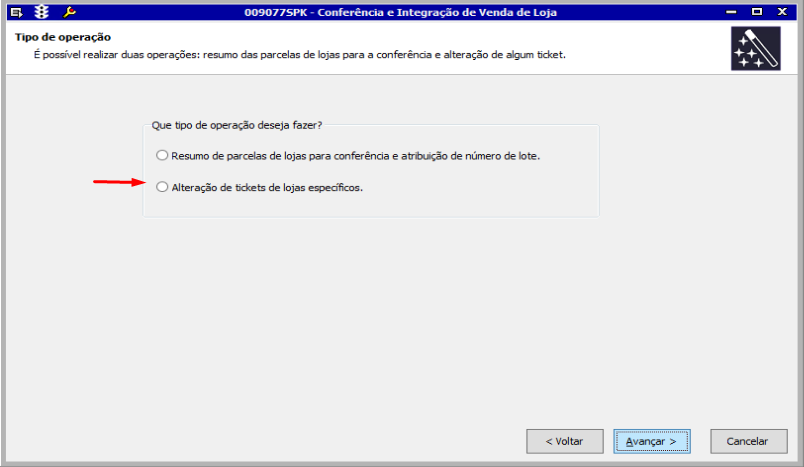 009077SPK - Conferência e Integração de Venda de Loja
Tipo de operação
É possível realizar duas operações: resumo das parcelas de lojas para a conferência e alteração de algum ticket.
Que tipo de operação deseja fazer?
Resumo de parcelas de lojas para conferência e atribuição de número de lote.
Alteração de tickets de lojas específicos.
< Voltar
Avançar >
Cancelar